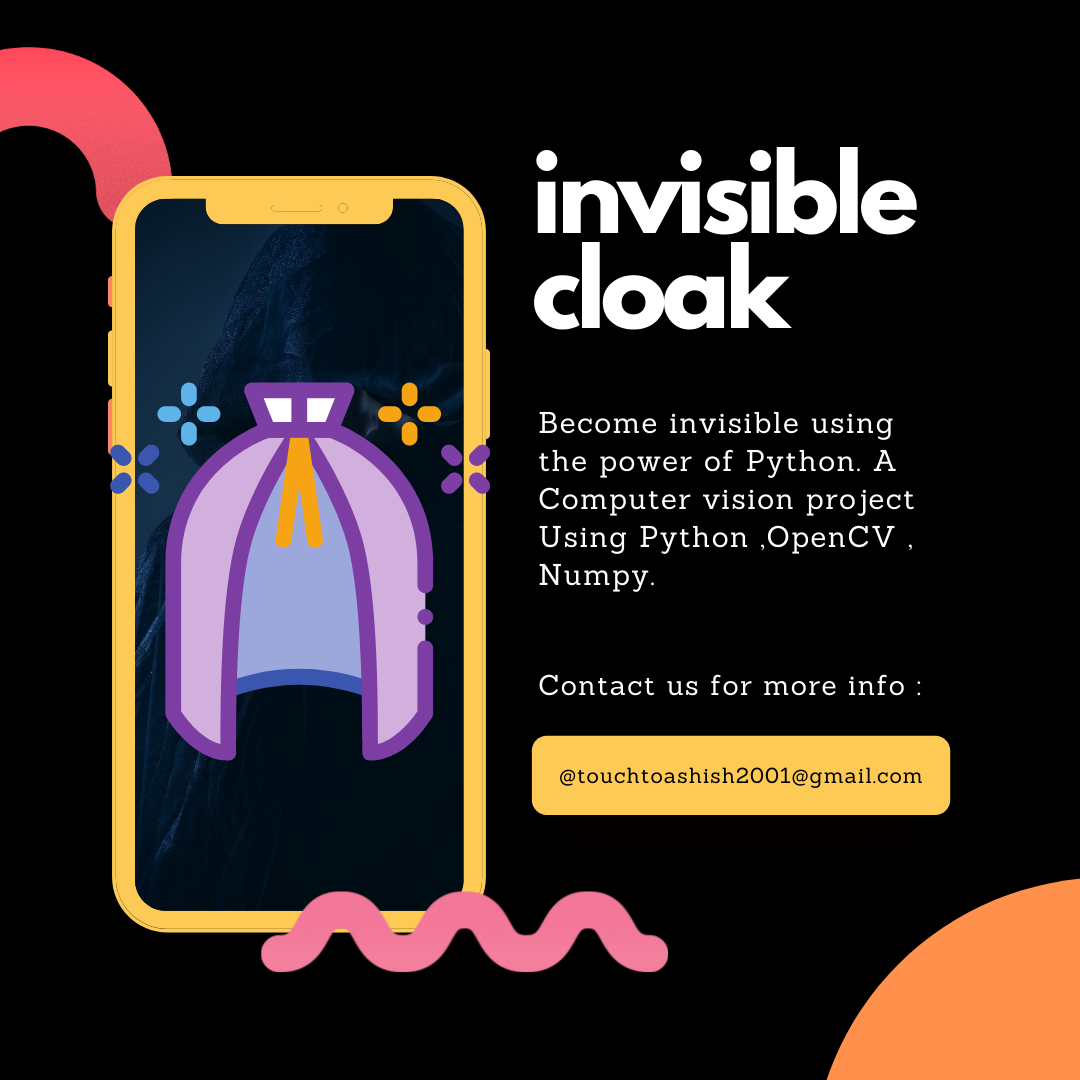 invisible
cloak
Become invisible using
the power of Python. A
Computer vision project
Using Python ,OpenCV ,
Numpy.
Contact us for more info :
@touchtoashish2001@gmail.com